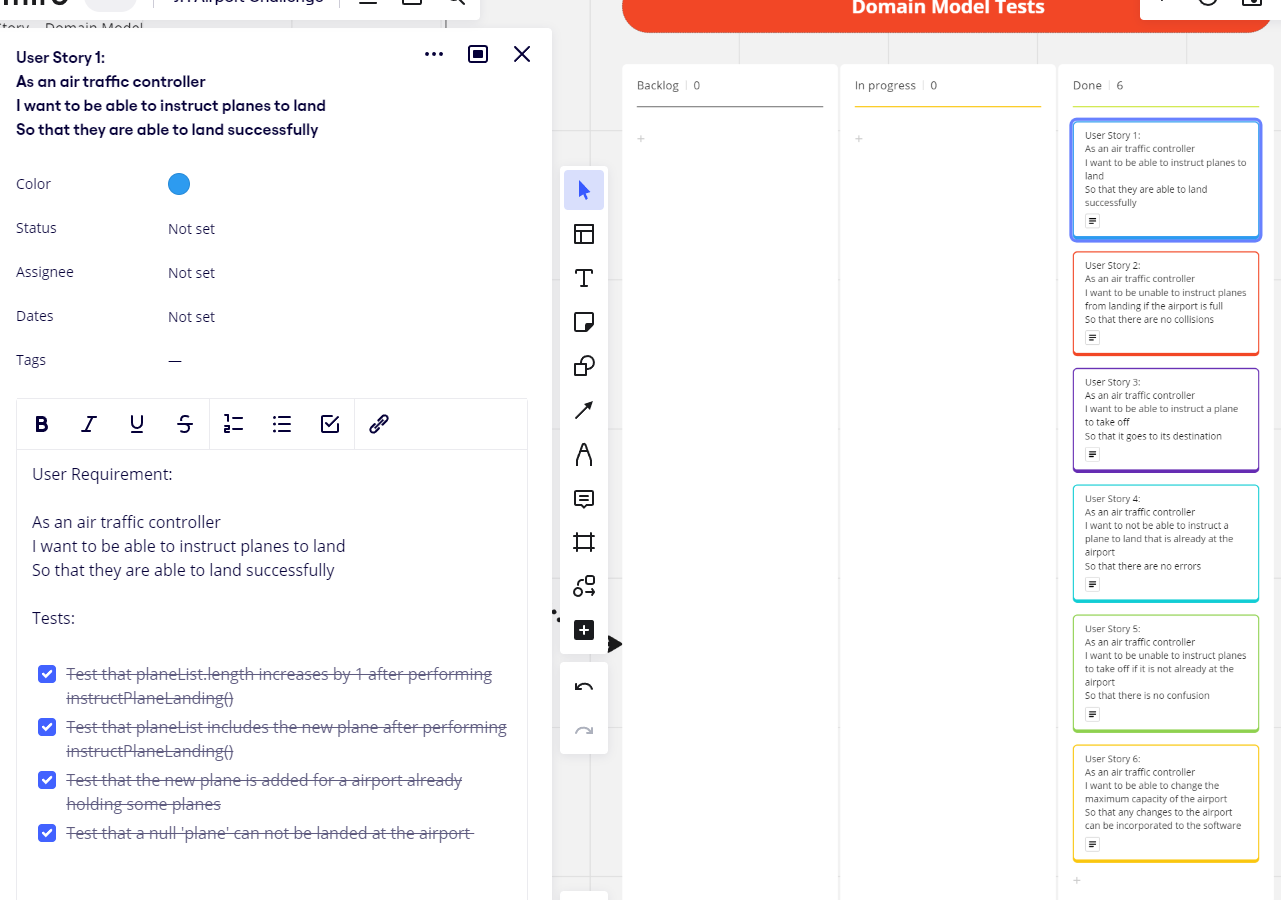 miro
Airport Challenge
Story
Domain Model
Domain Model Tests
User Story 1:
As an air traffic controller
I want to be able to instruct planes to land
So that they are able to land successfully
Color
Status
Not set
Assignee
Not set
Dates
Not set
Tags
—
B I U S
User Requirement:
As an air traffic controller
I want to be able to instruct planes to land
So that they are able to land successfully
Tests:
Test that planeList.length increases by 1 after performing
instructPlaneLanding()
Test that planeList includes the new plane after performing
instructPlaneLanding()
Test that the new plane is added for a airport already
holding some planes
Test that a null 'plane' can not be landed at the airport
Backlog 0
+
In progress 0
+
Done 6
User Story 1:
As an air traffic controller
I want to be able to instruct planes to
land
So that they are able to land
successfully
User Story 2:
As an air traffic controller
I want to be unable to instruct planes
from landing if the airport is full
So that there are no collisions
User Story 3:
As an air traffic controller
I want to be able to instruct a plane
to take off
So that it goes to its destination
User Story 4:
As an air traffic controller
I want to not be able to instruct a
plane to land that is already at the
airport
So that there are no errors
User Story 5:
As an air traffic controller
I want to be unable to instruct planes
to take off if it is not already at the
airport
So that there is no confusion
User Story 6:
As an air traffic controller
I want to be able to change the
maximum capacity of the airport
So that any changes to the airport
can be incorporated to the software
+